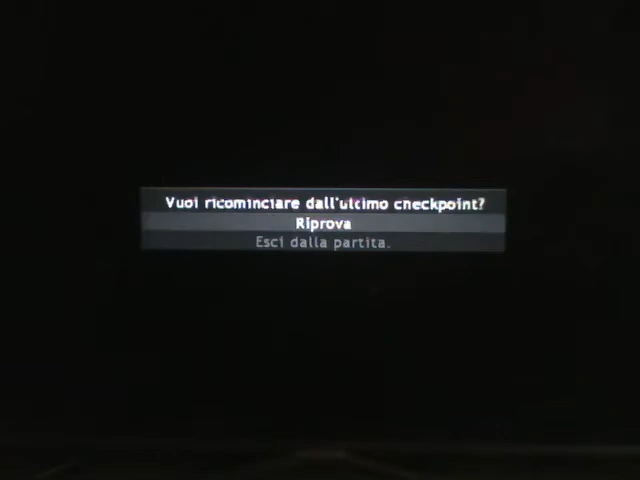 Vuoi ricominciare dall'ultimo checkpoint?
Riprova
Esci dalla partita.